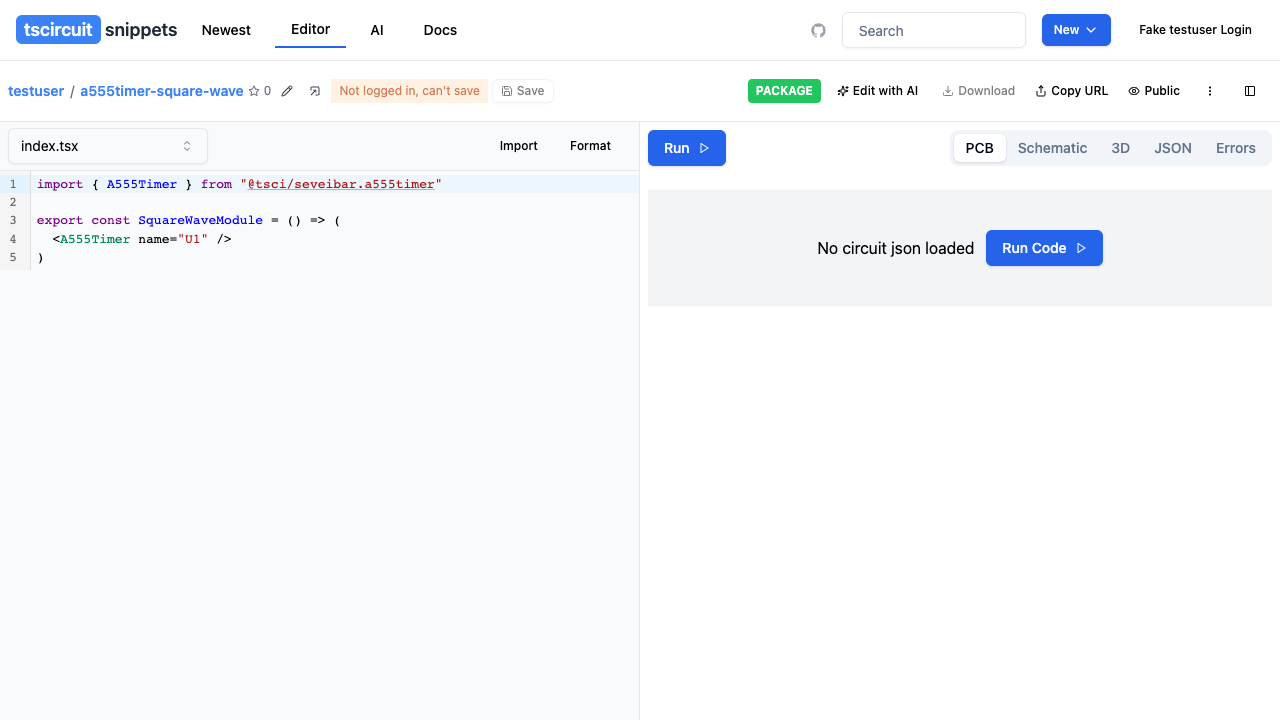 tscircuit snippets Newest Editor AI Docs Search New Fake testuser Login
testuser / a555timer-square-wave 0 Not logged in, can't save Save PACKAGE Edit with AI Download Copy URL Public
index.tsx Import Format Run PCB Schematic 3D JSON Errors
1 import { A555Timer } from "@tsci/seveibar.a555timer"
2
3 export const SquareWaveModule = () => (
4 <A555Timer name="U1" />
5 )
No circuit json loaded Run Code